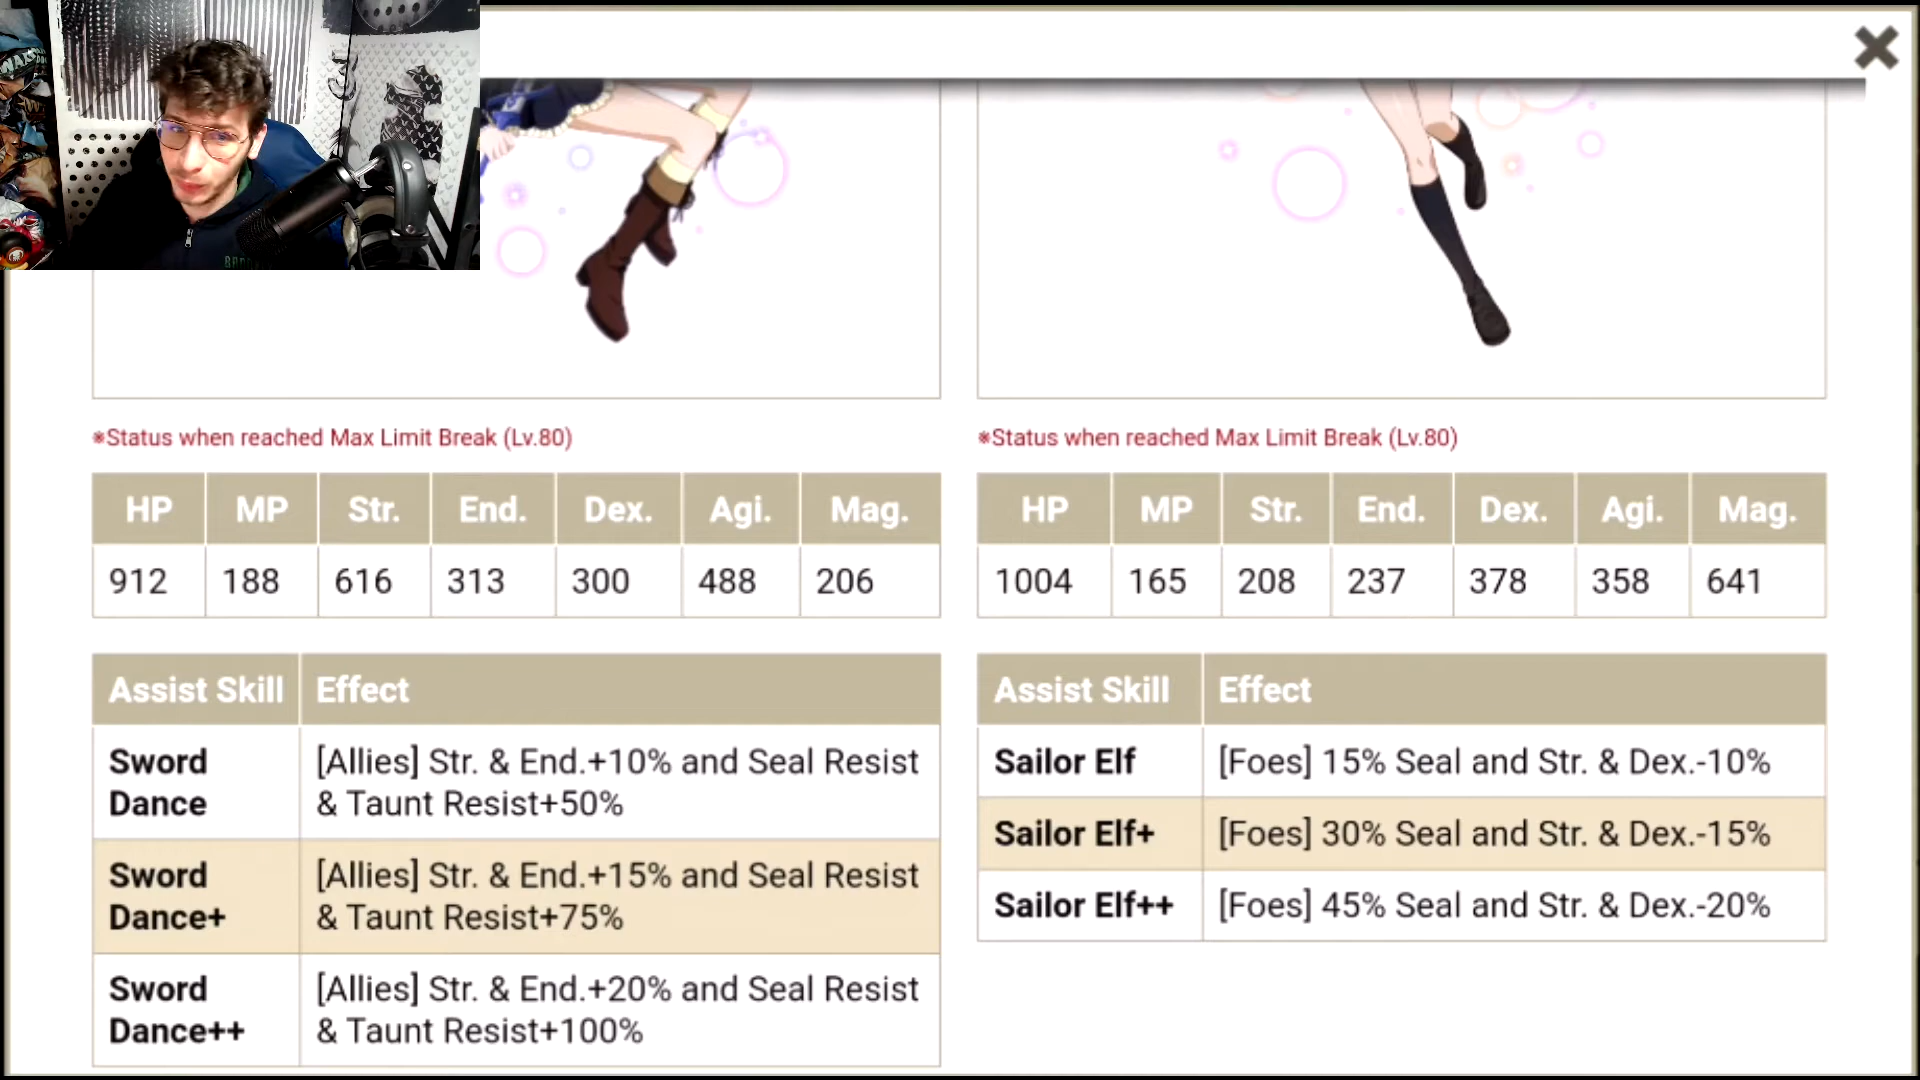 ※Status when reached Max Limit Break (Lv.80)
HP MP Str. End. Dex. Agi. Mag.
912 188 616 313 300 488 206
Assist Skill Effect
Sword Dance [Allies] Str. & End.+10% and Seal Resist
& Taunt Resist+50%
Sword Dance+ [Allies] Str. & End.+15% and Seal Resist
& Taunt Resist+75%
Sword Dance++ [Allies] Str. & End.+20% and Seal Resist
& Taunt Resist+100%
※Status when reached Max Limit Break (Lv.80)
HP MP Str. End. Dex. Agi. Mag.
1004 165 208 237 378 358 641
Assist Skill Effect
Sailor Elf [Foes] 15% Seal and Str. & Dex.-10%
Sailor Elf+ [Foes] 30% Seal and Str. & Dex.-15%
Sailor Elf++ [Foes] 45% Seal and Str. & Dex.-20%